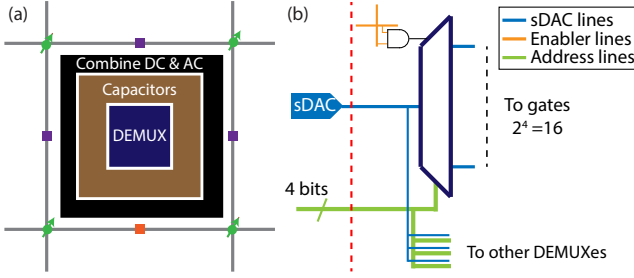 (a)
Combine DC & AC
Capacitors
DEMUX
(b)
sDAC lines
Enabler lines
Address lines
sDAC
To gates
2⁴ =16
4 bits
To other DEMUXes